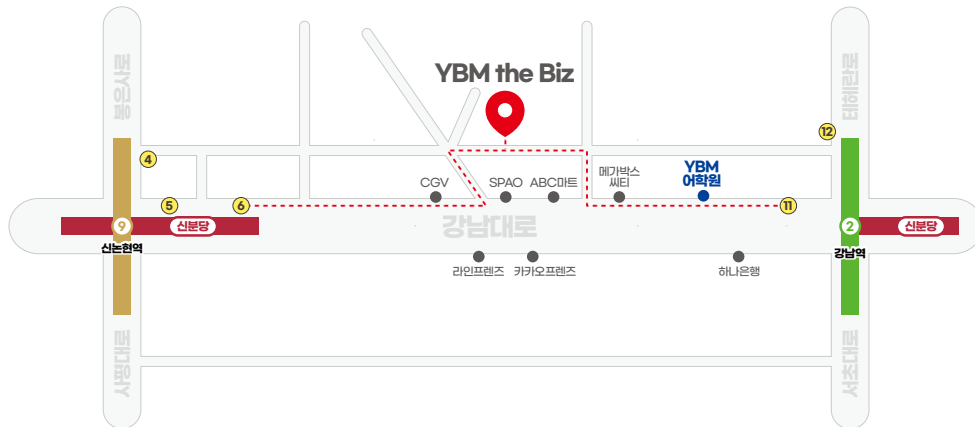 봉은사로
테헤란로
YBM the Biz
12
4
CGV
SPAO
ABC마트
메가박스
씨티
YBM
어학원
5
6
11
9
신분당
강남대로
2
신분당
신논현역
강남역
라인프렌즈
카카오프렌즈
하나은행
사평대로
서초대로